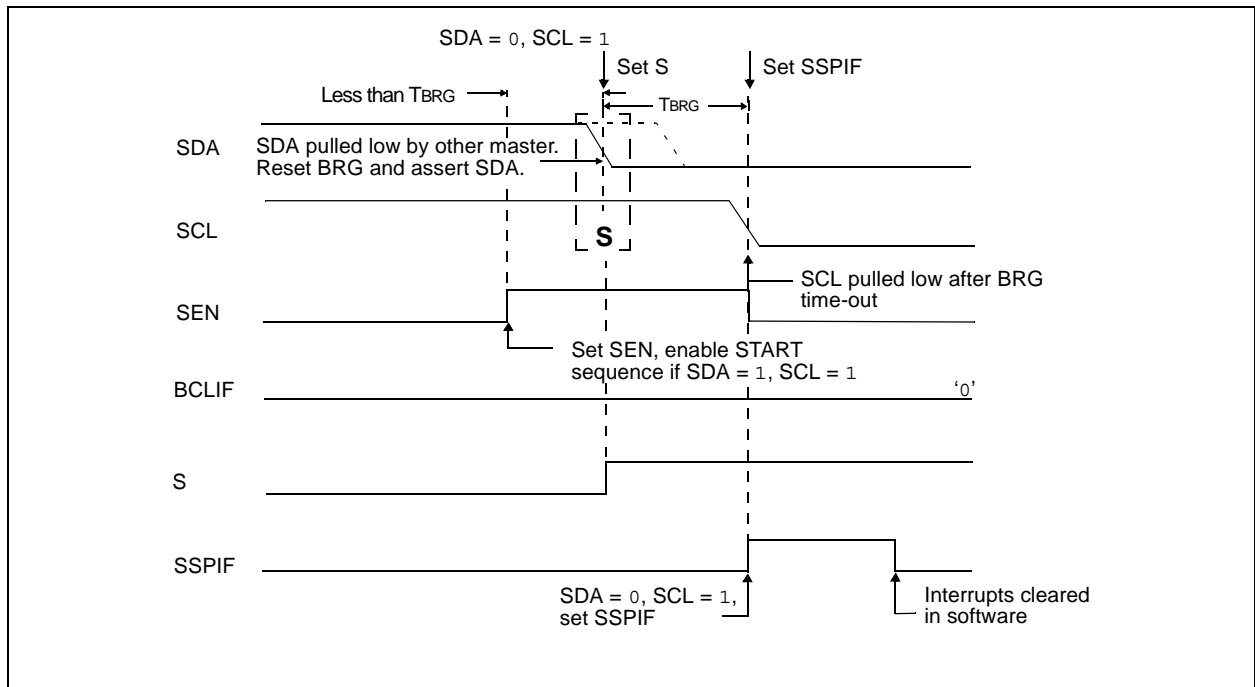 SDA = 0, SCL = 1
Set S
Set SSPIF
Less than TBRG
TBRG
SDA
SDA pulled low by other master.
Reset BRG and assert SDA.
SCL
S
SCL pulled low after BRG
time-out
SEN
Set SEN, enable START
sequence if SDA = 1, SCL = 1
BCLIF
‘0’
S
SSPIF
SDA = 0, SCL = 1,
set SSPIF
Interrupts cleared
in software